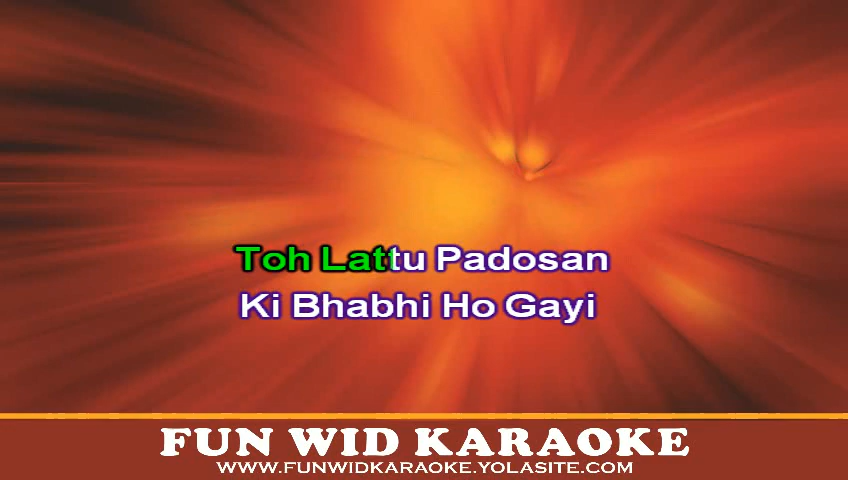 Toh Lattu Padosan
Ki Bhabhi Ho Gayi
FUN WID KARAOKE
WWW.FUNWIDKARAOKE.YOLASITE.COM